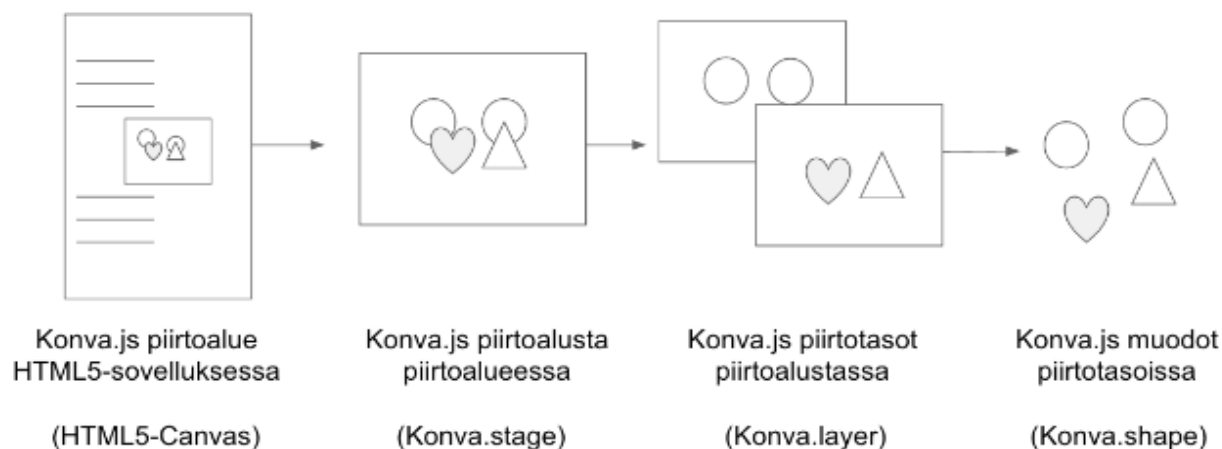 Konva.js piirtoalue
HTML5-sovelluksessa
(HTML5-Canvas)
Konva.js piirtoalusta
piirtoalueessa
(Konva.stage)
Konva.js piirtotasot
piirtoalustassa
(Konva.layer)
Konva.js muodot
piirtotasoissa
(Konva.shape)